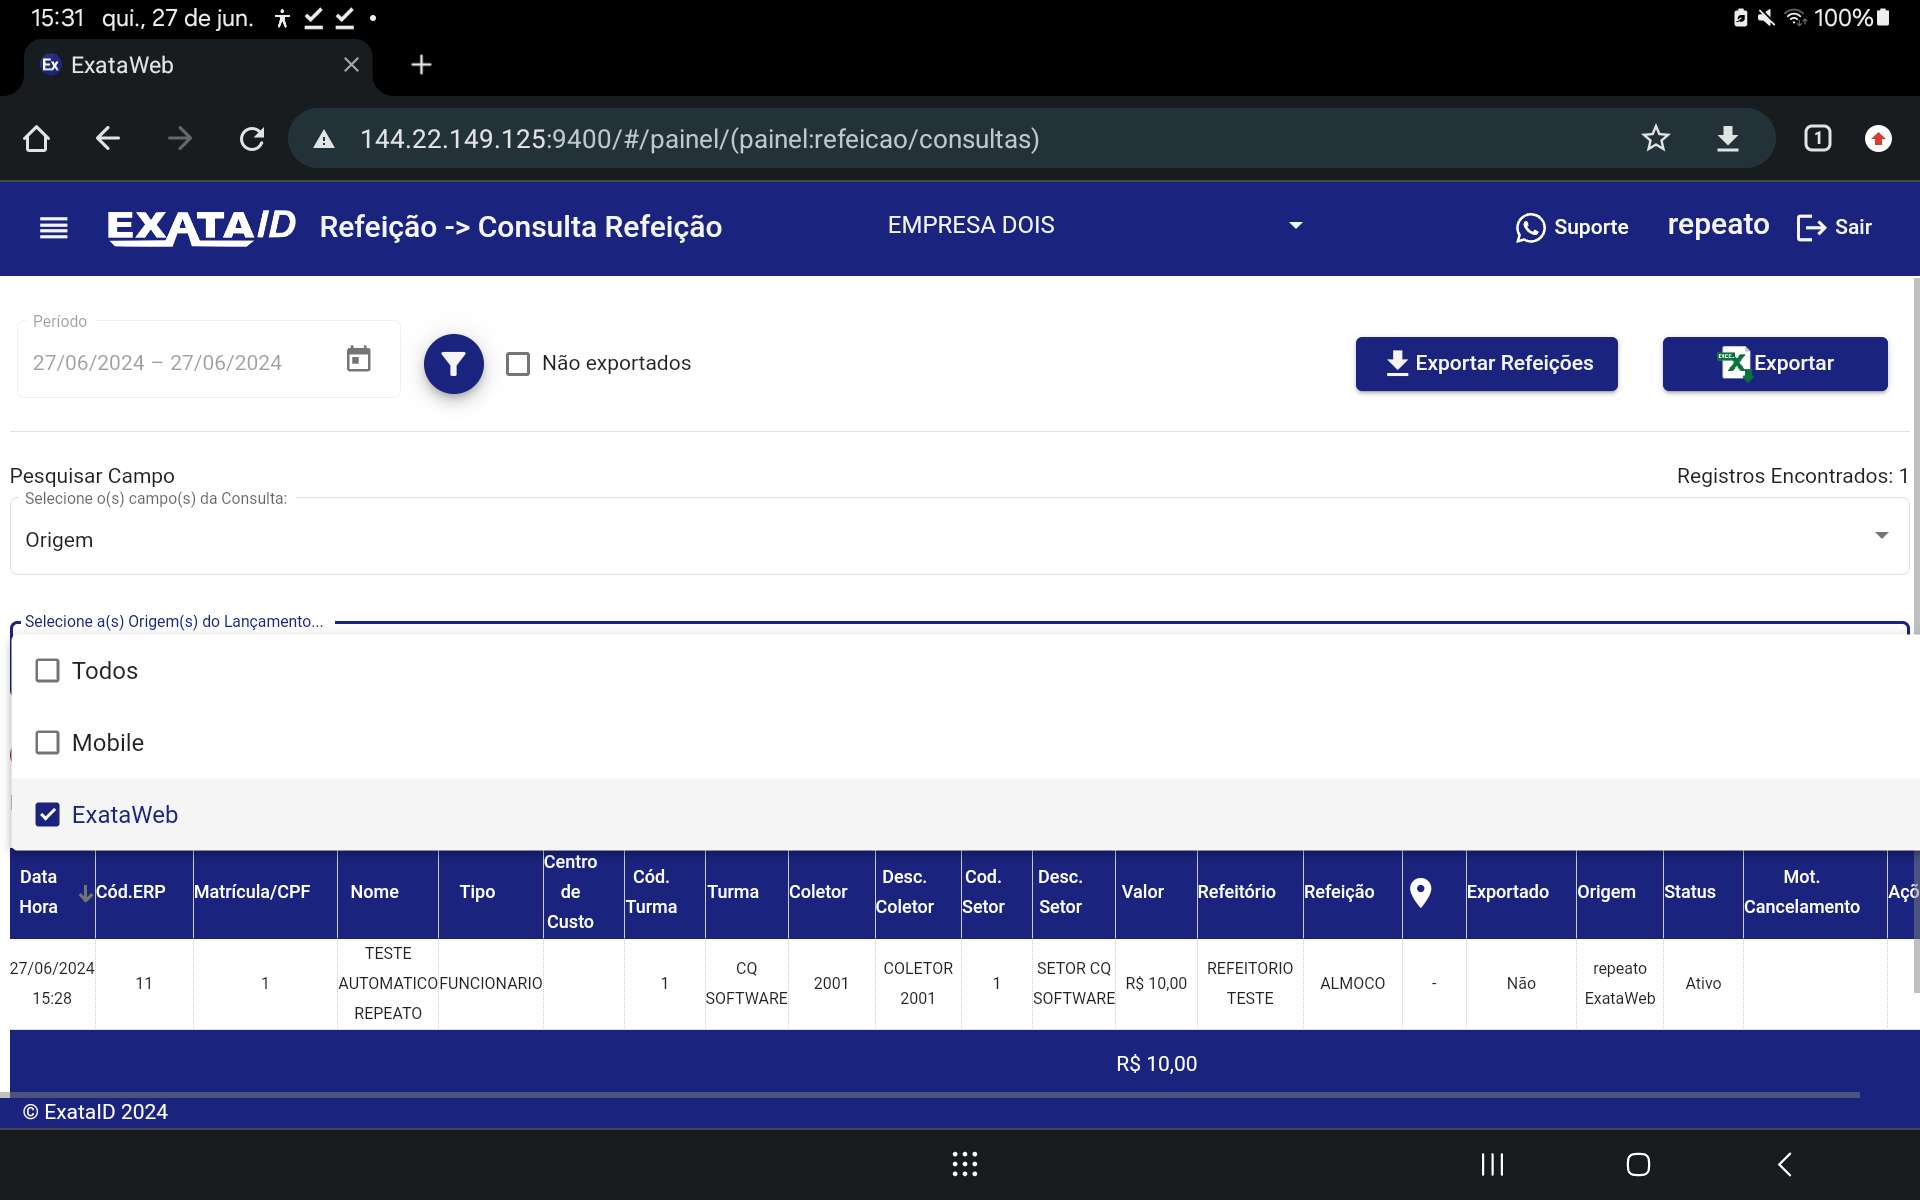 15:31 qui., 27 de jun. 100%
Ex ExataWeb
144.22.149.125:9400/#/painel/(painel:refeicao/consultas) 1
EXATAID Refeição -> Consulta Refeição EMPRESA DOIS Suporte repeato Sair
Período
27/06/2024 – 27/06/2024 Não exportados Exportar Refeições Exportar
Pesquisar Campo Registros Encontrados: 1
Selecione o(s) campo(s) da Consulta:
Origem
Selecione a(s) Origem(s) do Lançamento...
Todos
Mobile
ExataWeb
Data Hora Cód.ERP Matrícula/CPF Nome Tipo Centro de Custo Cód. Turma Turma Coletor Desc. Coletor Cod. Setor Desc. Setor Valor Refeitório Refeição Exportado Origem Status Mot. Cancelamento Açõ
27/06/2024 15:28 11 1 TESTE AUTOMATICO REPEATO FUNCIONARIO 1 CQ SOFTWARE 2001 COLETOR 2001 1 SETOR CQ SOFTWARE R$ 10,00 REFEITORIO TESTE ALMOCO - Não repeato ExataWeb Ativo
R$ 10,00
© ExataID 2024